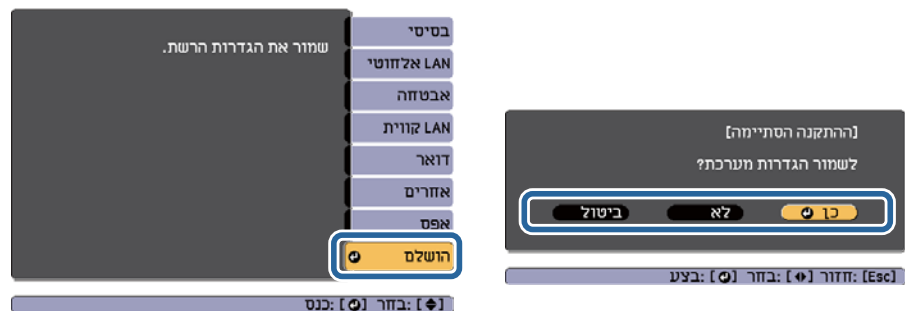 בסיסי
LAN אלחוטי
אבטחה
LAN קווית
דואר
אחרים
אפס
הושלם
שמור את הגדרות הרשת.
[ ] :בחר [ ] :כנס
[ההתקנה הסתיימה]
לשמור הגדרות מערכת?
כן לא ביטול
[Esc] :חזור [ ] :בחר [ ] :בצע